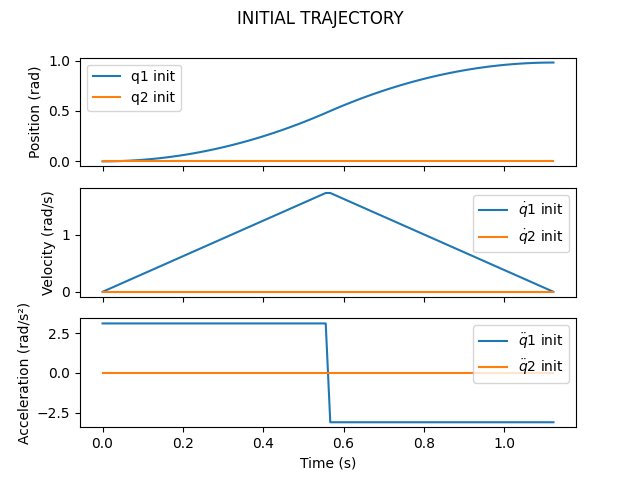 INITIAL TRAJECTORY
Position (rad)
1.0
0.5
0.0
q1 init
q2 init
Velocity (rad/s)
1
0
q̇1 init
q̇2 init
Acceleration (rad/s²)
2.5
0.0
−2.5
q̈1 init
q̈2 init
0.0 0.2 0.4 0.6 0.8 1.0
Time (s)